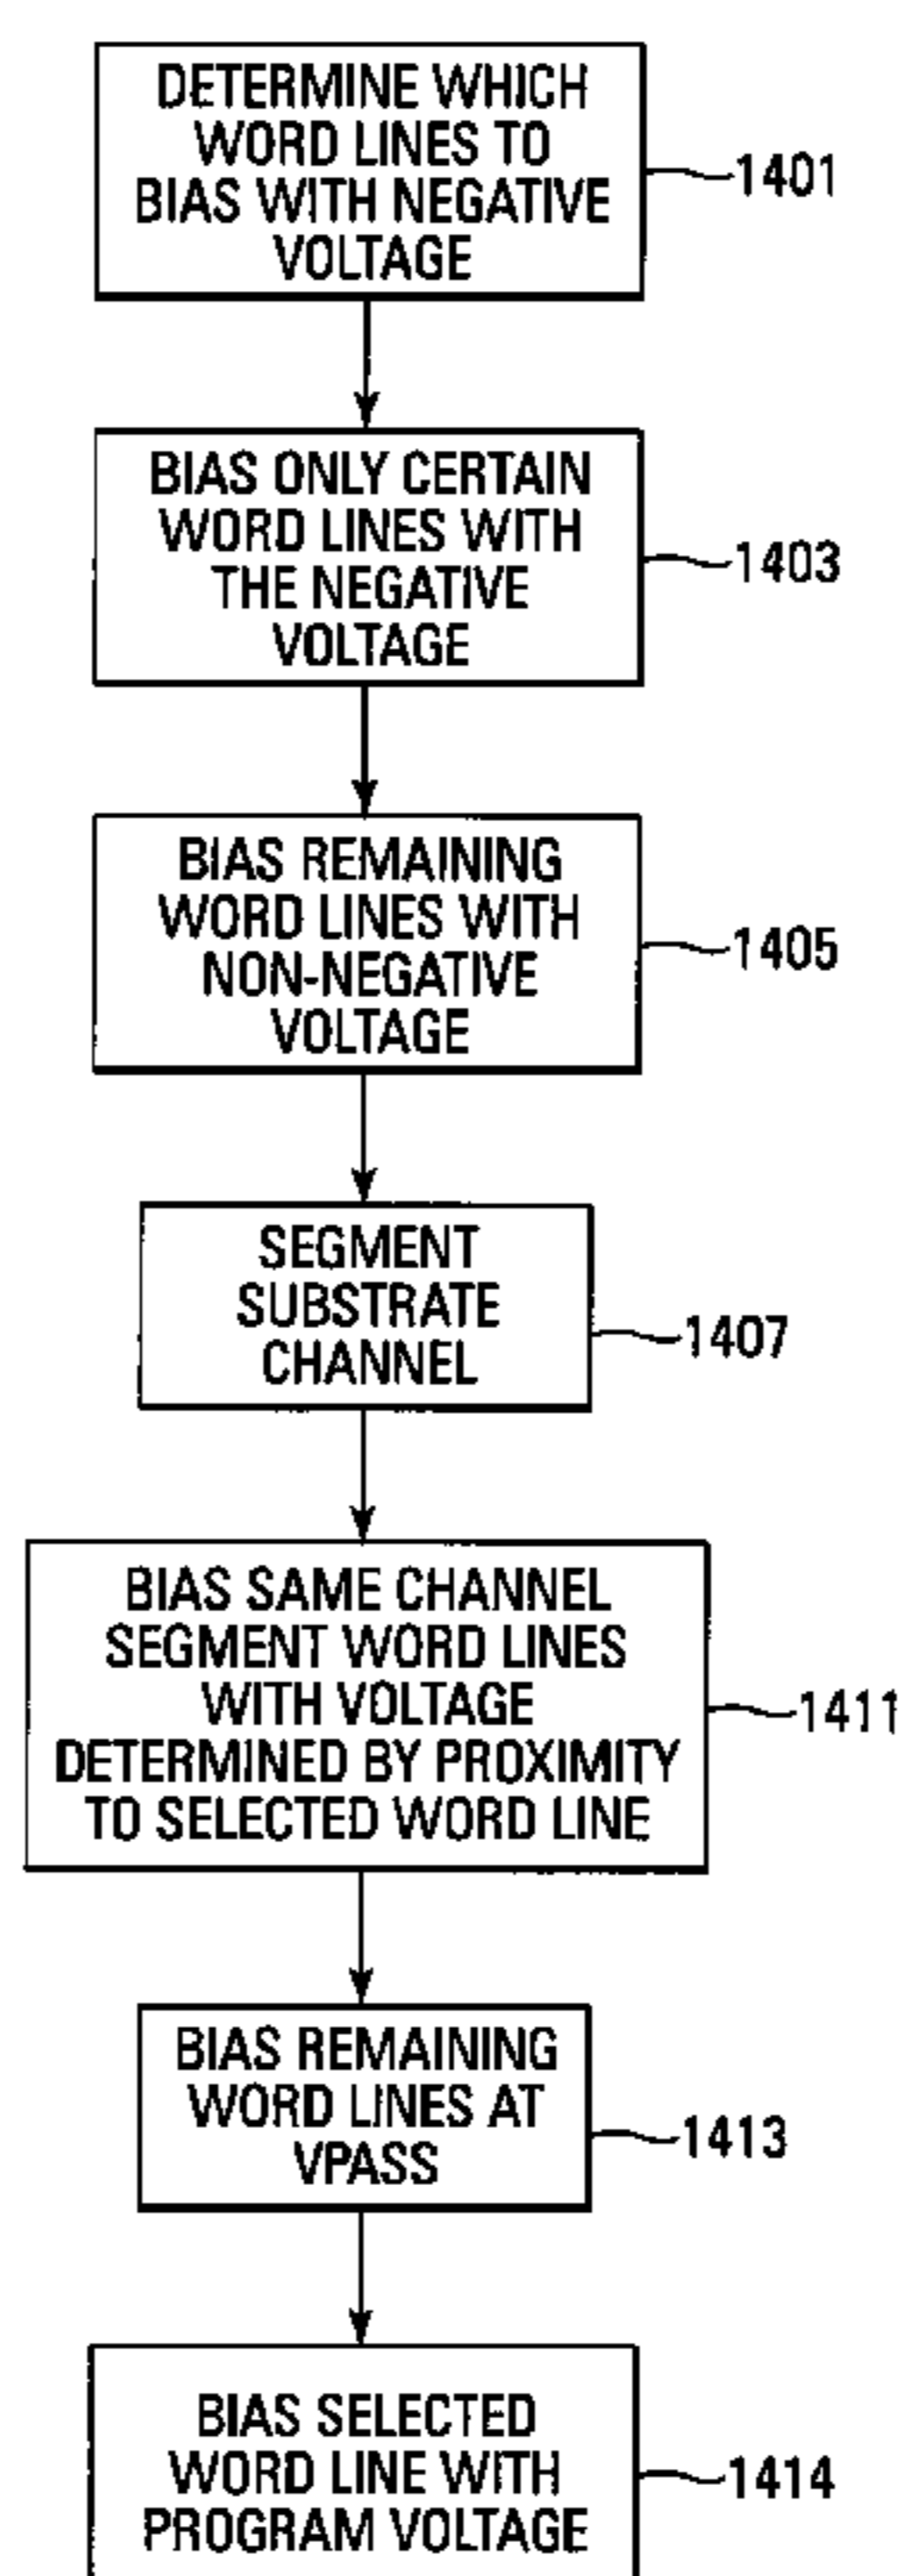 DETERMINE WHICH
WORD LINES TO
BIAS WITH NEGATIVE
VOLTAGE
1401
BIAS ONLY CERTAIN
WORD LINES WITH
THE NEGATIVE
VOLTAGE
1403
BIAS REMAINING
WORD LINES WITH
NON-NEGATIVE
VOLTAGE
1405
SEGMENT
SUBSTRATE
CHANNEL
1407
BIAS SAME CHANNEL
SEGMENT WORD LINES
WITH VOLTAGE
DETERMINED BY PROXIMITY
TO SELECTED WORD LINE
1411
BIAS REMAINING
WORD LINES AT
VPASS
1413
BIAS SELECTED
WORD LINE WITH
PROGRAM VOLTAGE
1414